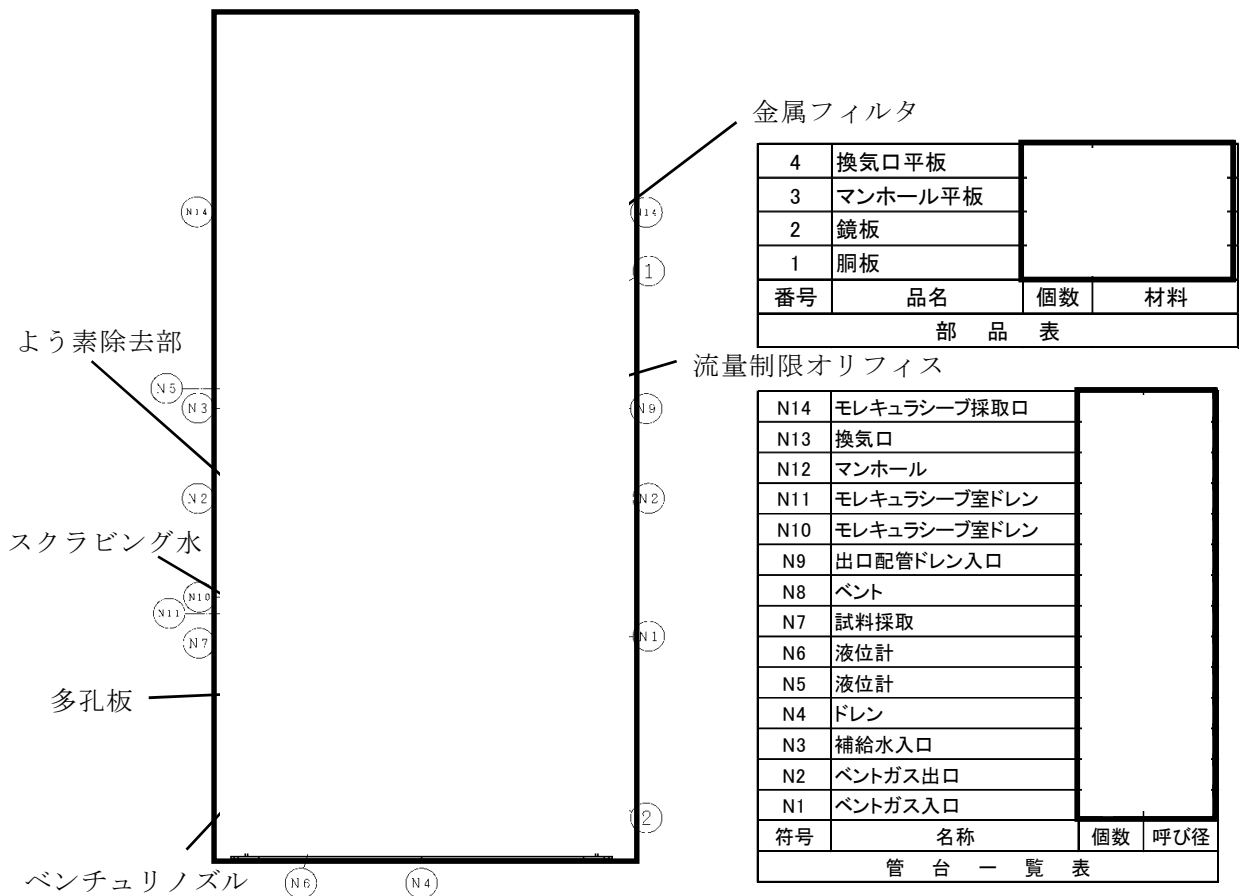 金属フィルタ
4 換気口平板
3 マンホール平板
2 鏡板
1 胴板
番号 品名 個数 材料
部品表
N14
N14
1
よう素除去部
流量制限オリフィス
N5
N3
N9
N2
N2
スクラビング水
N10
N11
N7
N1
多孔板
2
ベンチュリノズル
N6
N4
N14 モレキュラシーブ採取口
N13 換気口
N12 マンホール
N11 モレキュラシーブ室ドレン
N10 モレキュラシーブ室ドレン
N9 出口配管ドレン入口
N8 ベント
N7 試料採取
N6 液位計
N5 液位計
N4 ドレン
N3 補給水入口
N2 ベントガス出口
N1 ベントガス入口
符号 名称 個数 呼び径
管台一覧表